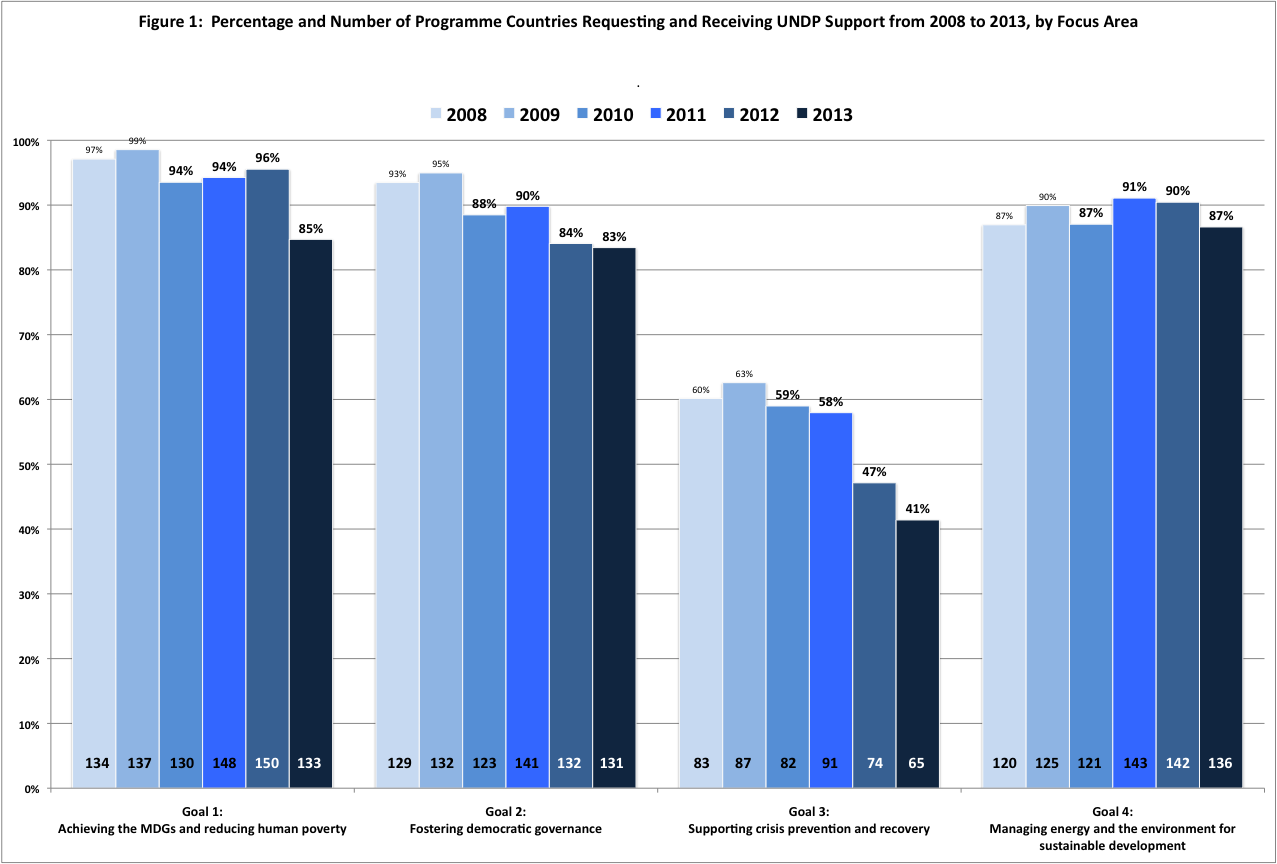 Figure 1:  Percentage and Number of Programme Countries Requesting and Receiving UNDP Support from 2008 to 2013, by Focus Area
.
2008 2009 2010 2011 2012 2013
100%
90%
80%
70%
60%
50%
40%
30%
20%
10%
0%
97% 99% 94% 94% 96% 85%
134 137 130 148 150 133
93% 95% 88% 90% 84% 83%
129 132 123 141 132 131
60% 63% 59% 58% 47% 41%
83 87 82 91 74 65
87% 90% 87% 91% 90% 87%
120 125 121 143 142 136
Goal 1:
Achieving the MDGs and reducing human poverty
Goal 2:
Fostering democratic governance
Goal 3:
Supporting crisis prevention and recovery
Goal 4:
Managing energy and the environment for
sustainable development